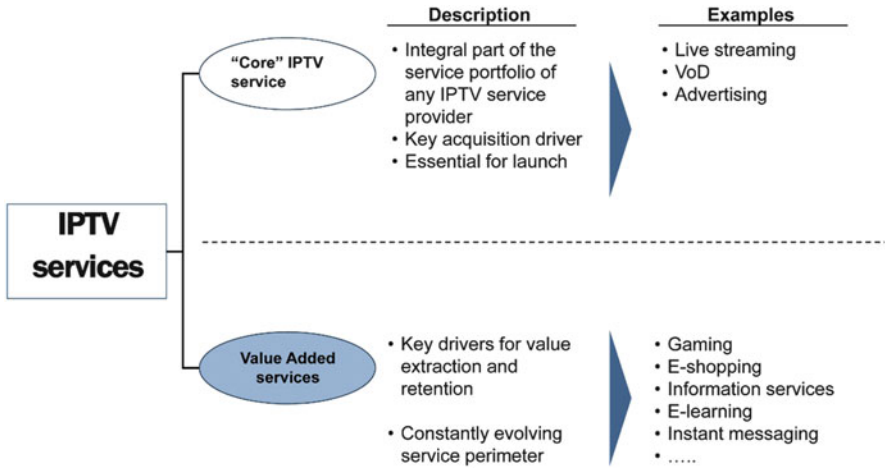 Description
Examples
“Core” IPTV
service
• Integral part of the
service portfolio of
any IPTV service
provider
• Key acquisition driver
• Essential for launch
• Live streaming
• VoD
• Advertising
IPTV
services
Value Added
services
• Key drivers for value
extraction and
retention
• Constantly evolving
service perimeter
• Gaming
• E-shopping
• Information services
• E-learning
• Instant messaging
• …..